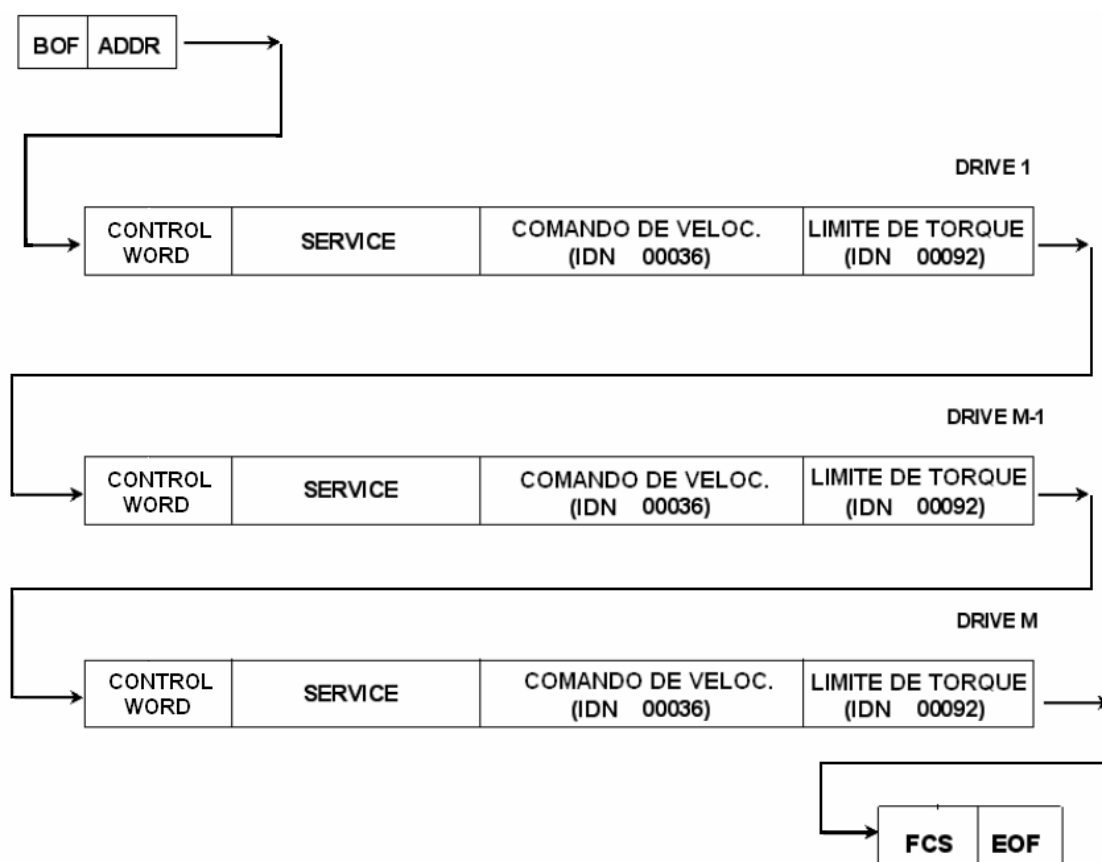 BOF ADDR
DRIVE 1
CONTROL WORD
SERVICE
COMANDO DE VELOC.
(IDN 00036)
LIMITE DE TORQUE
(IDN 00092)
DRIVE M-1
CONTROL WORD
SERVICE
COMANDO DE VELOC.
(IDN 00036)
LIMITE DE TORQUE
(IDN 00092)
DRIVE M
CONTROL WORD
SERVICE
COMANDO DE VELOC.
(IDN 00036)
LIMITE DE TORQUE
(IDN 00092)
FCS EOF